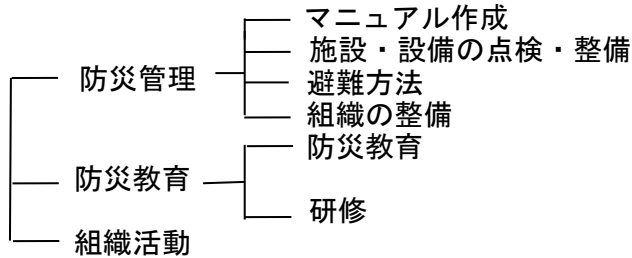 マニュアル作成
施設・設備の点検・整備
防災管理
避難方法
組織の整備
防災教育
防災教育
研修
組織活動